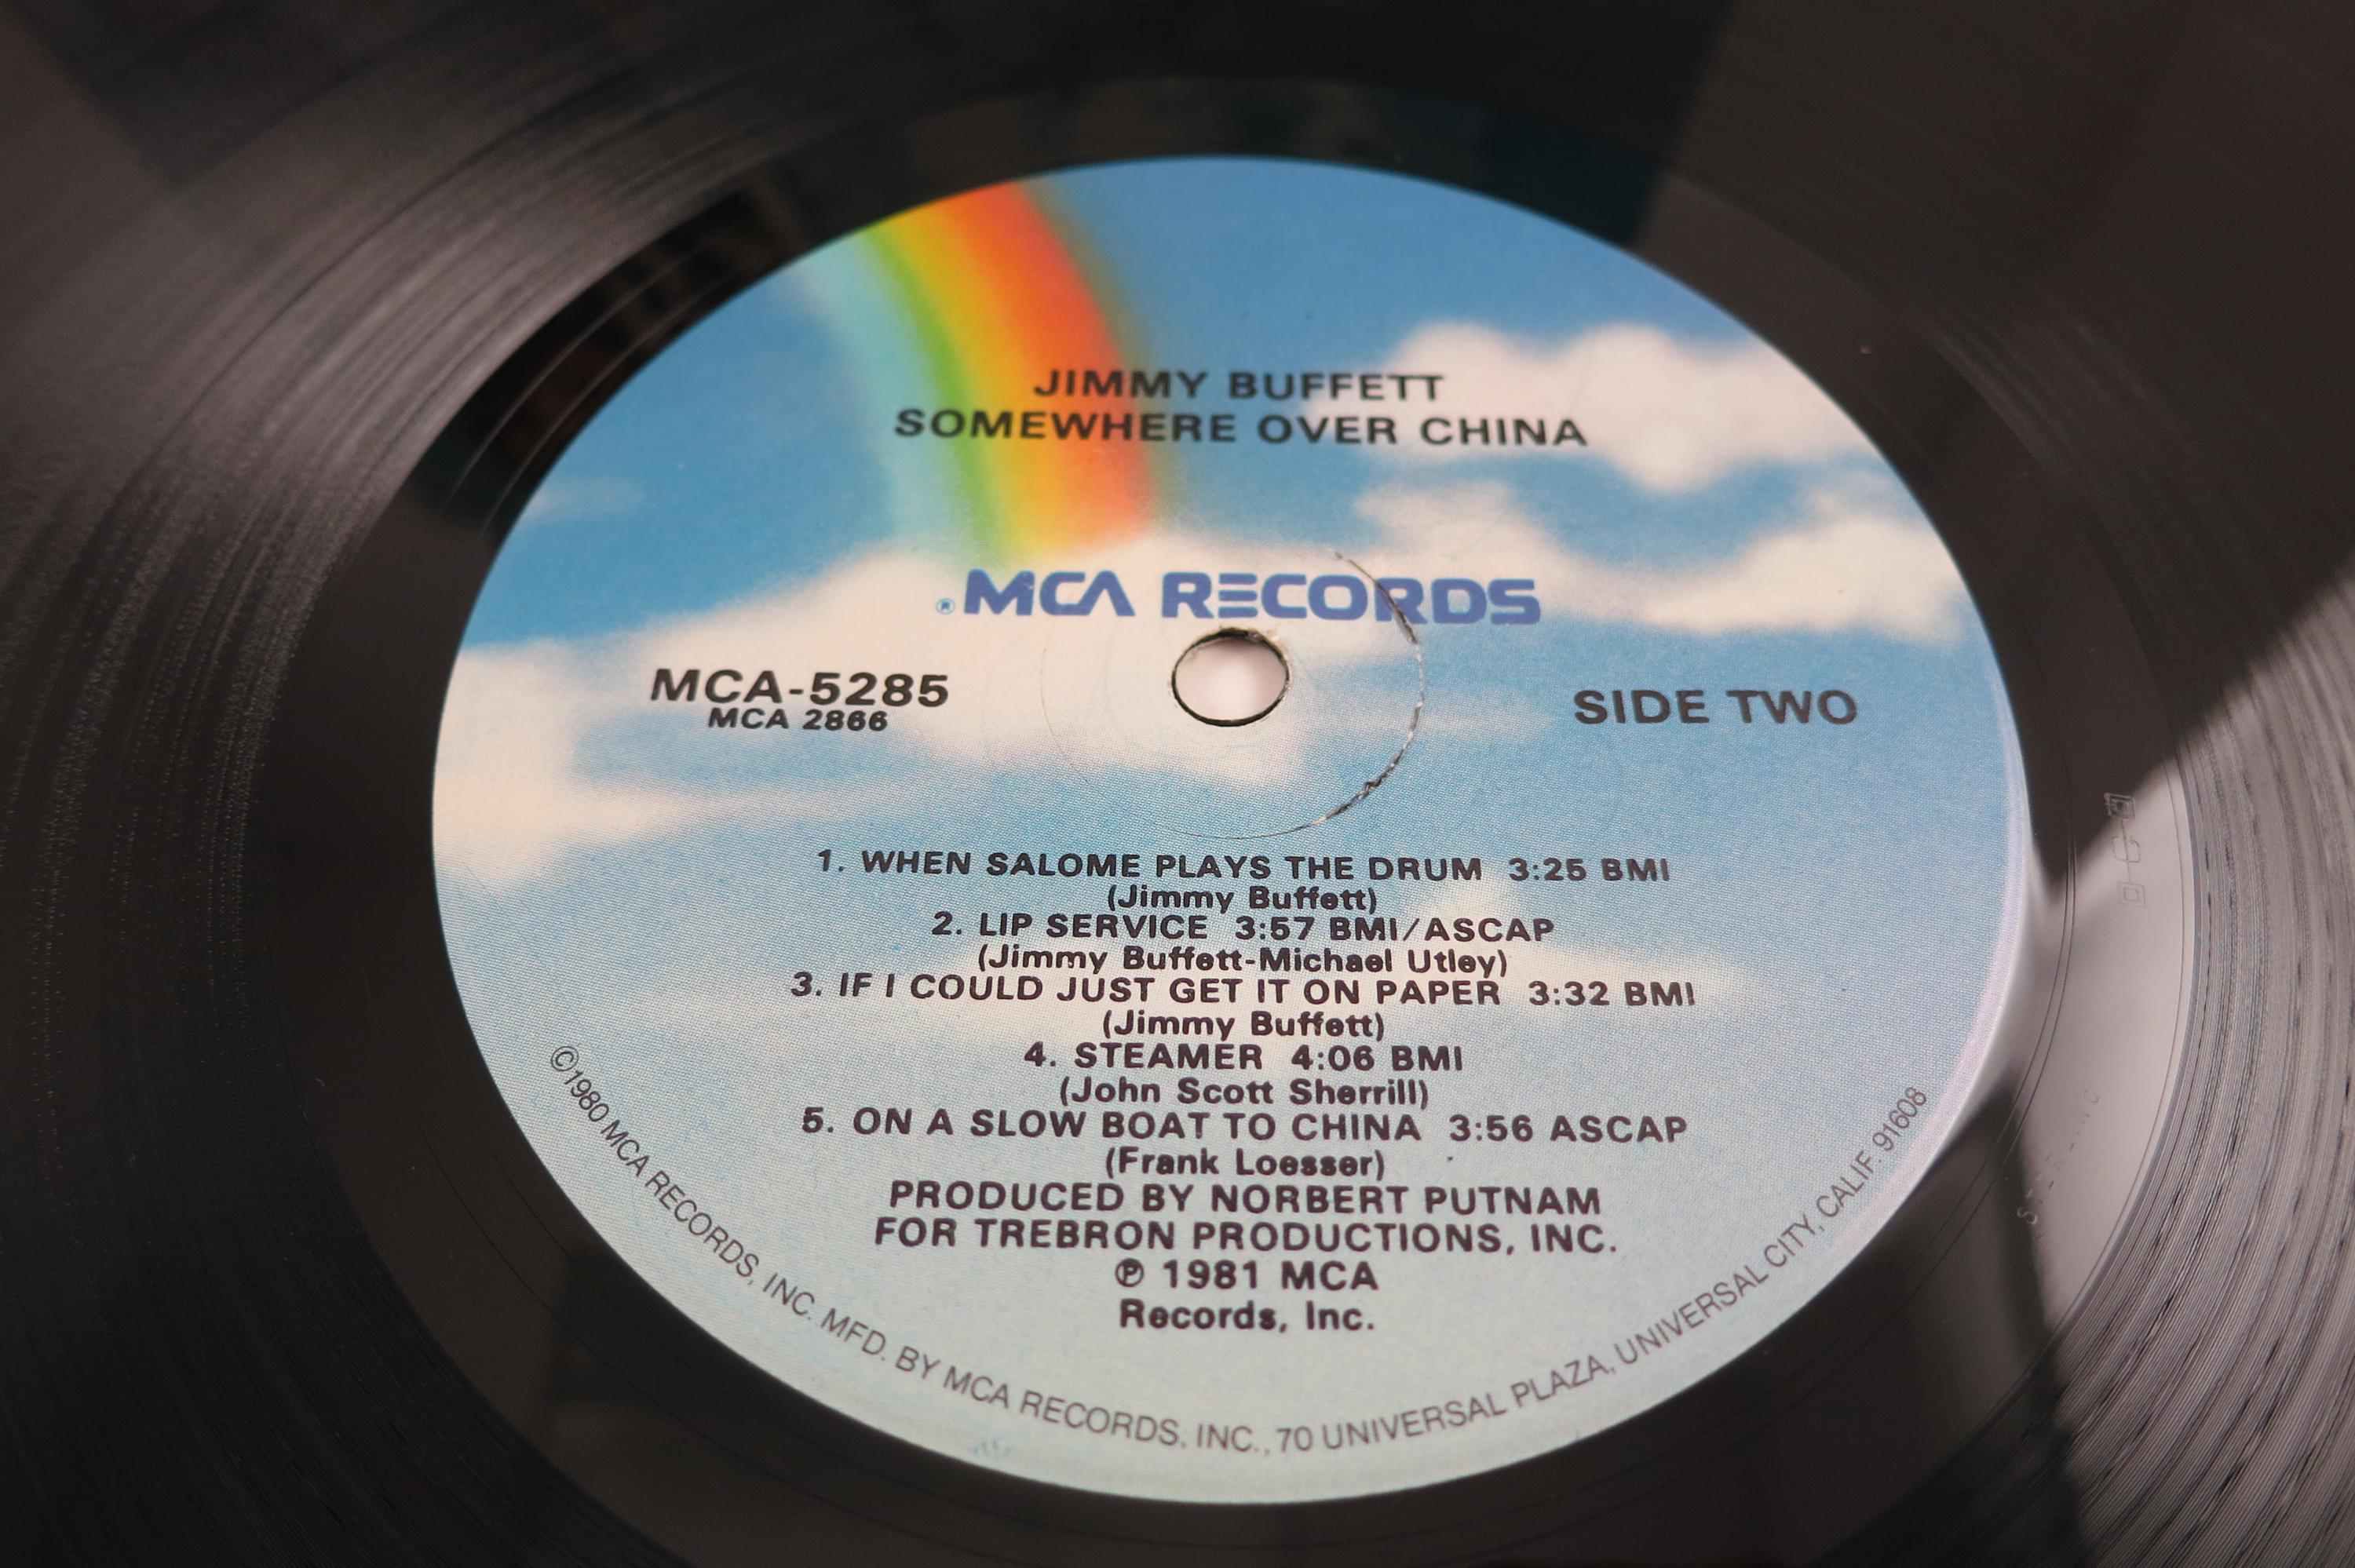 JIMMY BUFFETT
SOMEWHERE OVER CHINA
® MCA RECORDS
MCA-5285
MCA 2866
SIDE TWO
1. WHEN SALOME PLAYS THE DRUM 3:25 BMI
(Jimmy Buffett)
2. LIP SERVICE 3:57 BMI/ASCAP
(Jimmy Buffett-Michael Utley)
3. IF I COULD JUST GET IT ON PAPER 3:32 BMI
(Jimmy Buffett)
4. STEAMER 4:06 BMI
(John Scott Sherrill)
5. ON A SLOW BOAT TO CHINA 3:56 ASCAP
(Frank Loesser)
PRODUCED BY NORBERT PUTNAM
FOR TREBRON PRODUCTIONS, INC.
℗ 1981 MCA
Records, Inc.
©1980 MCA RECORDS, INC. MFD. BY MCA RECORDS, INC., 70 UNIVERSAL PLAZA, UNIVERSAL CITY, CALIF. 91608